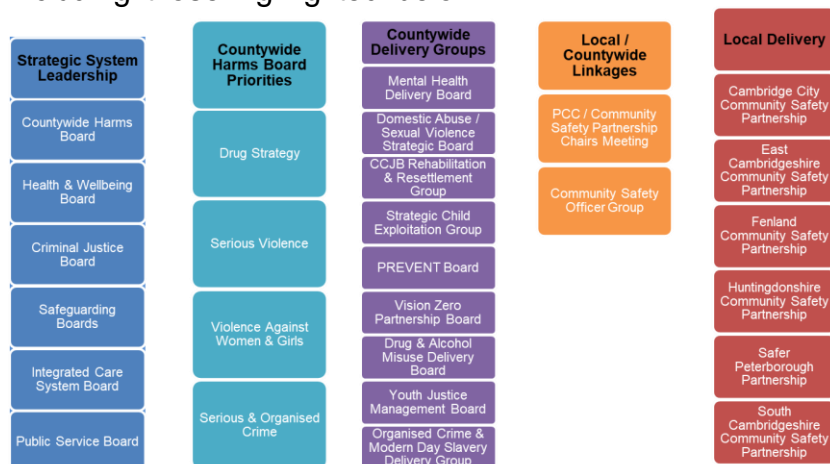 Strategic System
Leadership
Countywide Harms
Board
Health & Wellbeing
Board
Criminal Justice
Board
Safeguarding
Boards
Integrated Care
System Board
Public Service Board
Countywide
Harms Board
Priorities
Drug Strategy
Serious Violence
Violence Against
Women & Girls
Serious & Organised
Crime
Countywide
Delivery Groups
Mental Health
Delivery Board
Domestic Abuse /
Sexual Violence
Strategic Board
CCJB Rehabilitation
& Resettlement
Group
Strategic Child
Exploitation Group
PREVENT Board
Vision Zero
Partnership Board
Drug & Alcohol
Misuse Delivery
Board
Youth Justice
Management Board
Organised Crime &
Modern Day Slavery
Delivery Group
Local /
Countywide
Linkages
PCC / Community
Safety Partnership
Chairs Meeting
Community Safety
Officer Group
Local Delivery
Cambridge City
Community Safety
Partnership
East
Cambridgeshire
Community Safety
Partnership
Fenland
Community Safety
Partnership
Huntingdonshire
Community Safety
Partnership
Safer
Peterborough
Partnership
South
Cambridgeshire
Community Safety
Partnership